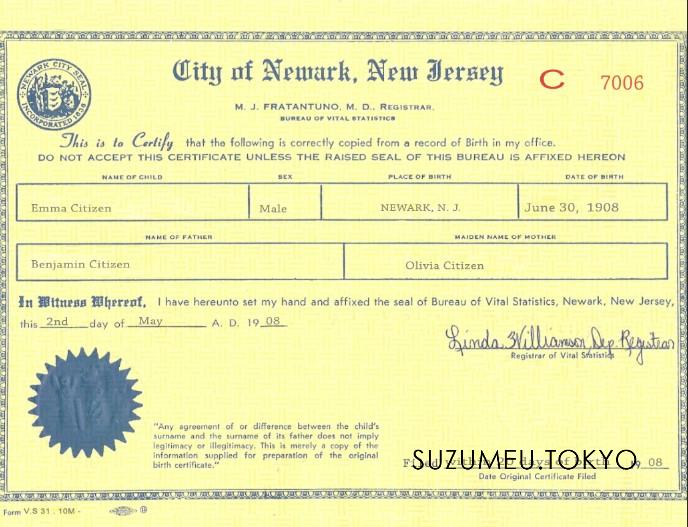 NEWARK CITY SEAL
INCORPORATED 1836
City of Newark, New Jersey
C 7006
M. J. FRATANTUNO, M. D., REGISTRAR.
BUREAU OF VITAL STATISTICS
This is to Certify that the following is correctly copied from a record of Birth in my office.
DO NOT ACCEPT THIS CERTIFICATE UNLESS THE RAISED SEAL OF THIS BUREAU IS AFFIXED HEREON
NAME OF CHILD SEX PLACE OF BIRTH DATE OF BIRTH
Emma Citizen Male NEWARK, N. J. June 30, 1908
NAME OF FATHER MAIDEN NAME OF MOTHER
Benjamin Citizen Olivia Citizen
In Witness Whereof, I have hereunto set my hand and affixed the seal of Bureau of Vital Statistics, Newark, New Jersey,
this 2nd day of May A. D. 19 08
Linda Williamson, Dep. Registrar
Registrar of Vital Statistics
"Any agreement of or difference between the child's
surname and the surname of its father does not imply
legitimacy or illegitimacy. This is merely a copy of the
information supplied for preparation of the original
birth certificate."
Filed within 20 days of birth 19 08
SUZUMEU.TOKYO
Date Original Certificate Filed
Form V.S 31 . 10M -